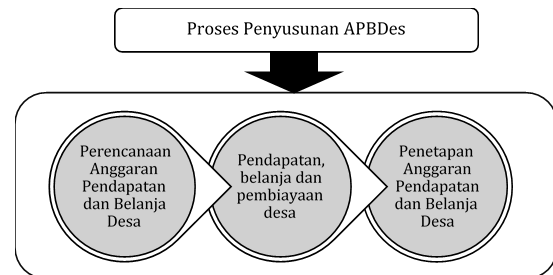 Proses Penyusunan APBDes
Perencanaan
Anggaran
Pendapatan
dan Belanja
Desa
Pendapatan,
belanja dan
pembiayaan
desa
Penetapan
Anggaran
Pendapatan
dan Belanja
Desa